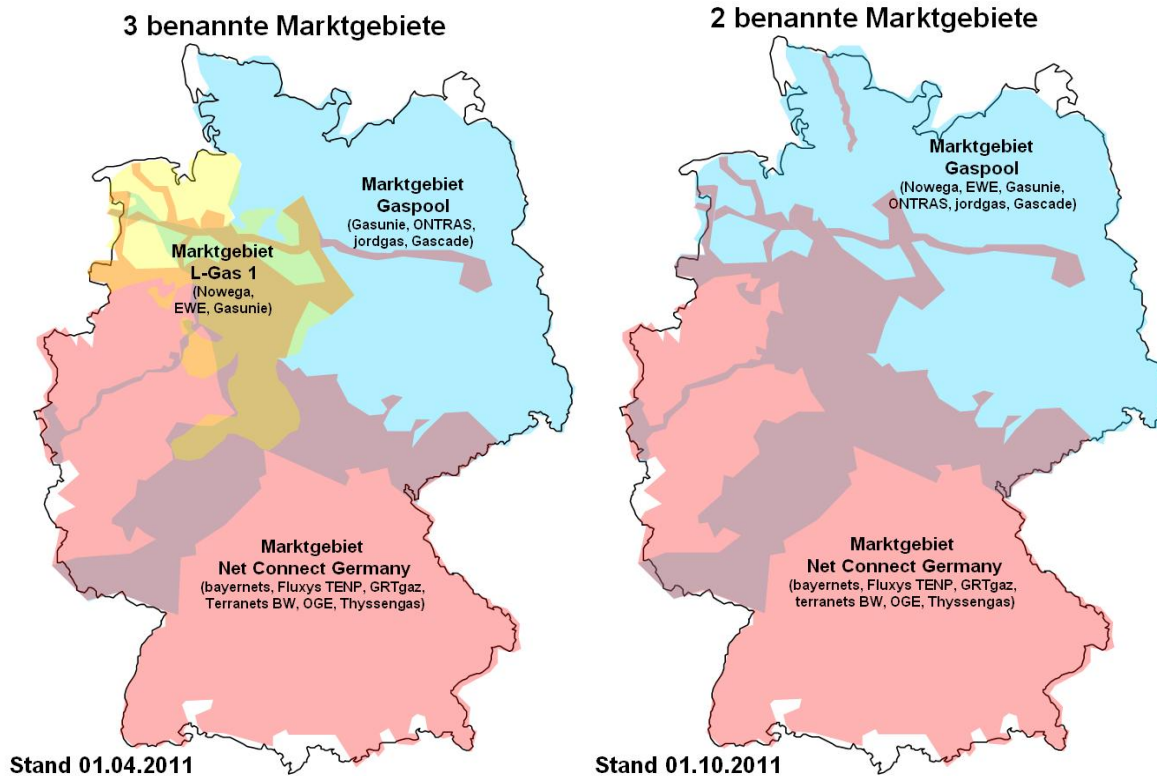 3 benannte Marktgebiete
Marktgebiet
Gaspool
(Gasunie, ONTRAS,
jordgas, Gascade)
Marktgebiet
L-Gas 1
(Nowega,
EWE, Gasunie)
Marktgebiet
Net Connect Germany
(bayernets, Fluxys TENP, GRTgaz,
Terranets BW, OGE, Thyssengas)
Stand 01.04.2011
2 benannte Marktgebiete
Marktgebiet
Gaspool
(Nowega, EWE, Gasunie,
ONTRAS, jordgas, Gascade)
Marktgebiet
Net Connect Germany
(bayernets, Fluxys TENP, GRTgaz,
terranets BW, OGE, Thyssengas)
Stand 01.10.2011